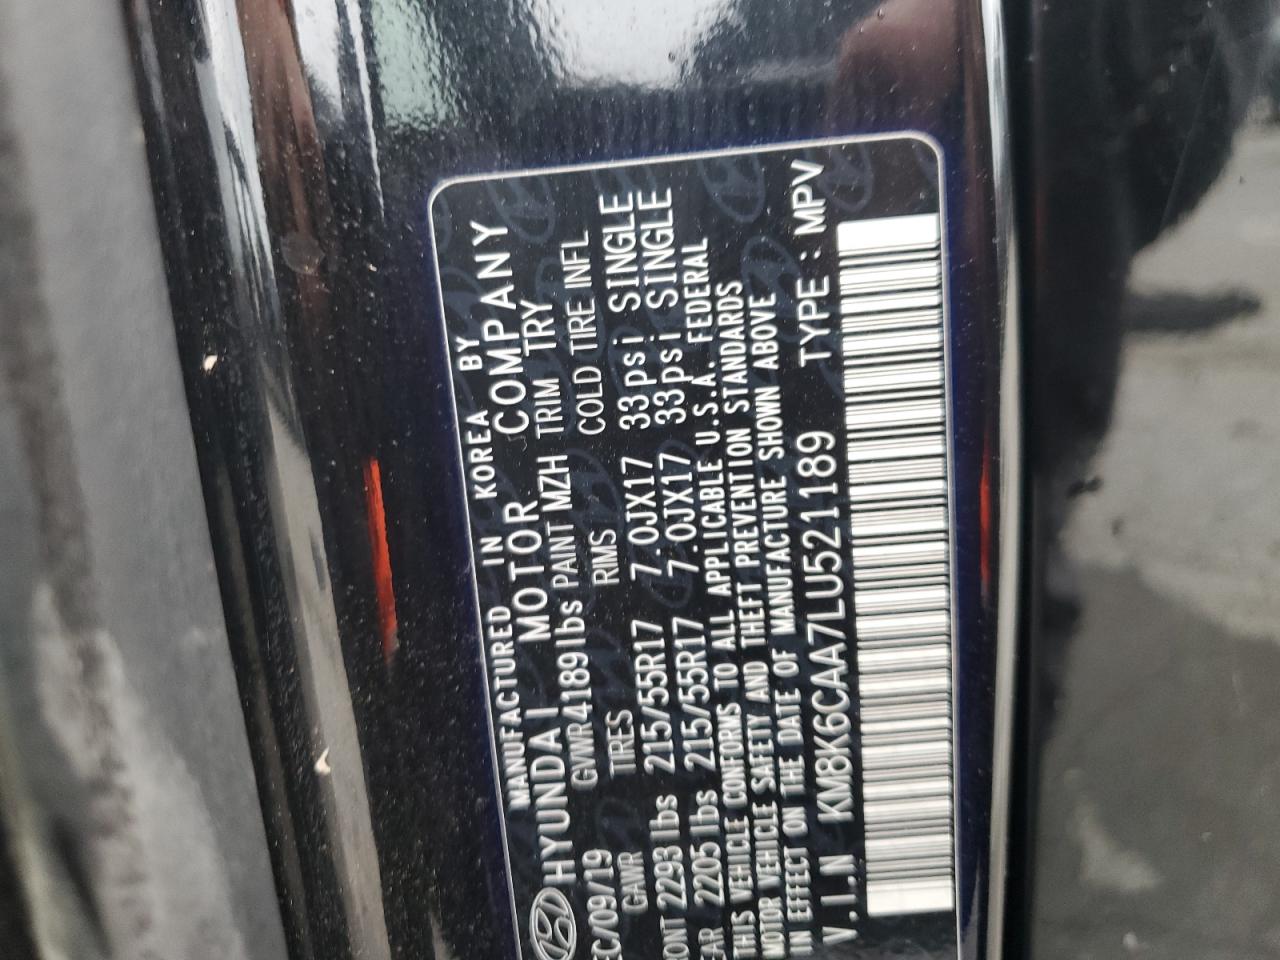 MANUFACTURED IN KOREA BY
HYUNDAI MOTOR COMPANY
EC/09/19 GVWR 4189lbs PAINT MZH TRIM TRY
GAWR TIRES RIMS COLD TIRE INFL
RONT 2293lbs 215/55R17 7.0JX17 33psi SINGLE
EAR 2205lbs 215/55R17 7.0JX17 33psi SINGLE
THIS VEHICLE CONFORMS TO ALL APPLICABLE U.S.A. FEDERAL
MOTOR VEHICLE SAFETY AND THEFT PREVENTION STANDARDS
IN EFFECT ON THE DATE OF MANUFACTURE SHOWN ABOVE
V.I.N KM8K6CAA7LU521189 TYPE : MPV